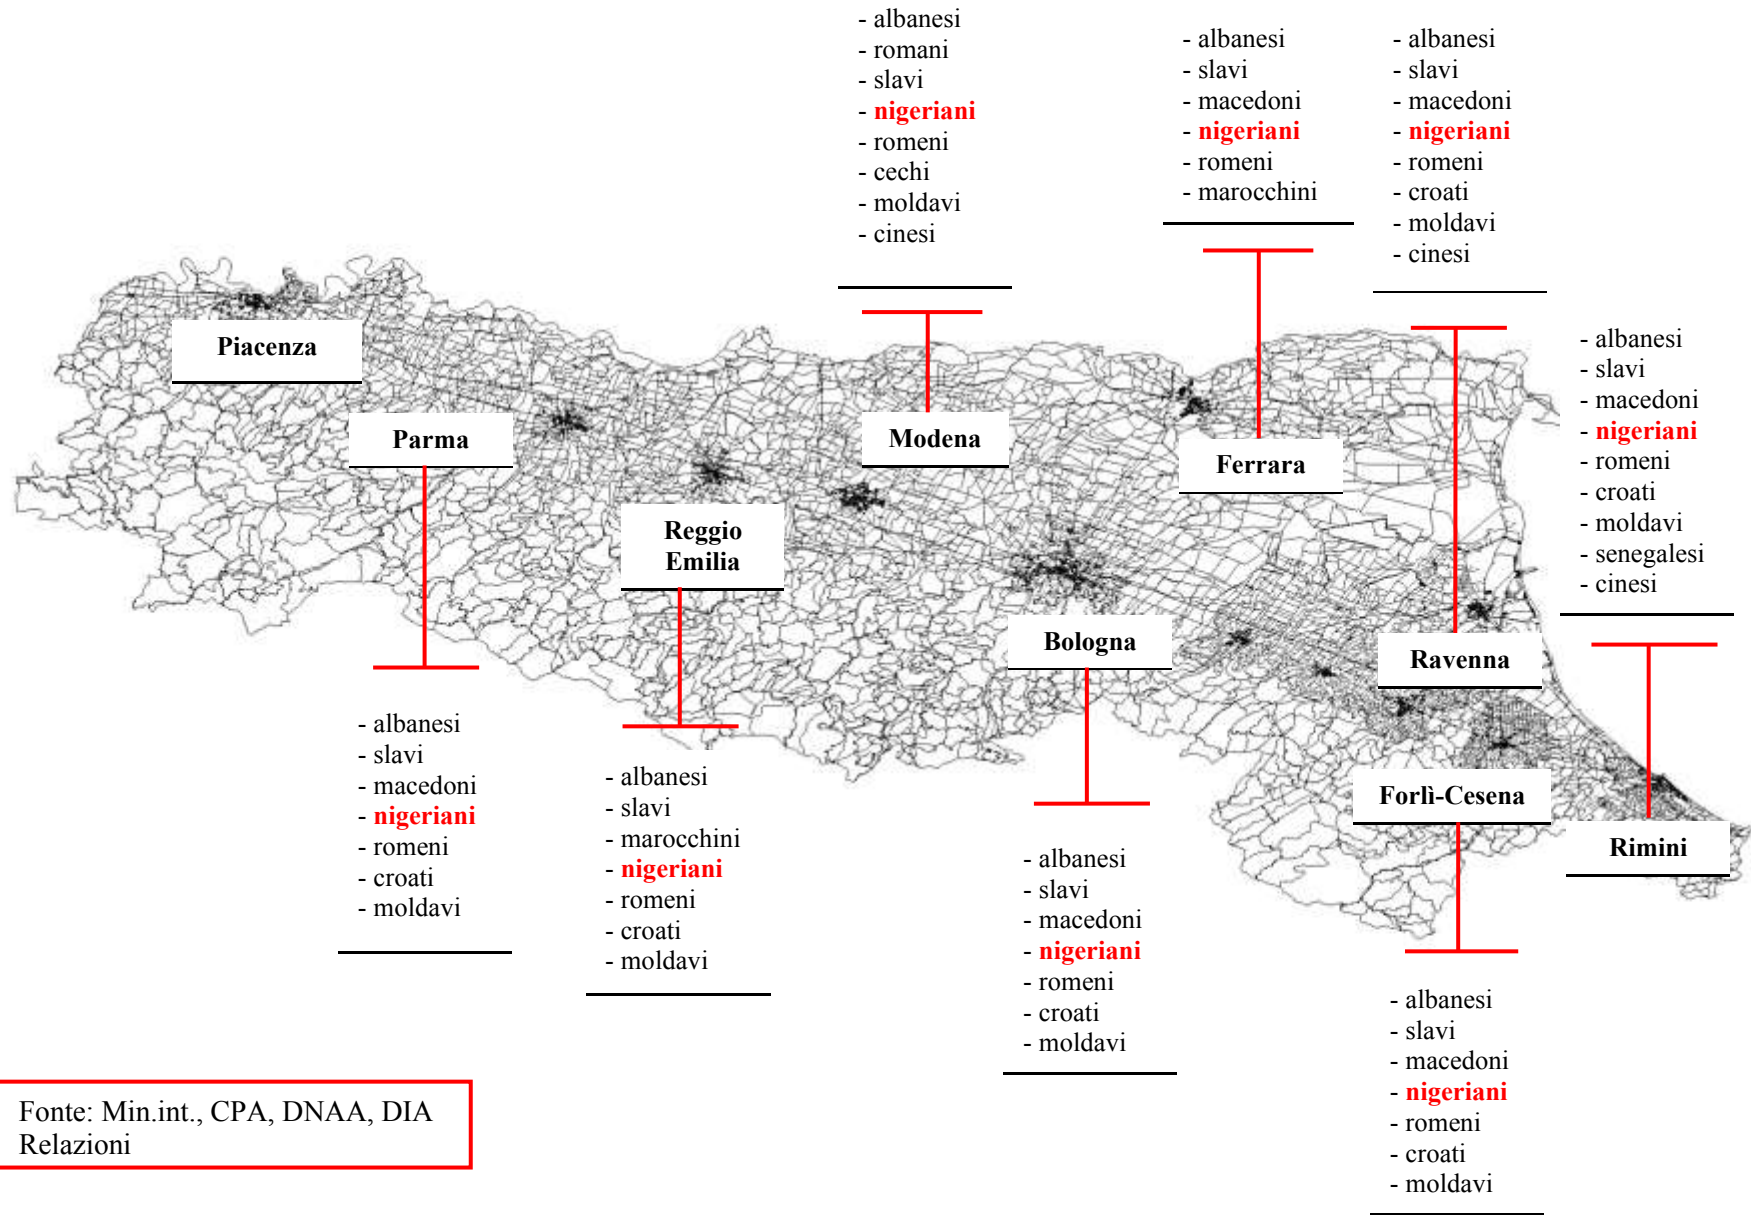 - albanesi
- romani
- slavi
- nigeriani
- romeni
- cechi
- moldavi
- cinesi
- albanesi
- slavi
- macedoni
- nigeriani
- romeni
- marocchini
- albanesi
- slavi
- macedoni
- nigeriani
- romeni
- croati
- moldavi
- cinesi
- albanesi
- slavi
- macedoni
- nigeriani
- romeni
- croati
- moldavi
- senegalesi
- cinesi
Piacenza
Parma
Modena
Ferrara
Reggio
Emilia
Bologna
Ravenna
Forlì-Cesena
Rimini
- albanesi
- slavi
- macedoni
- nigeriani
- romeni
- croati
- moldavi
- albanesi
- slavi
- marocchini
- nigeriani
- romeni
- croati
- moldavi
- albanesi
- slavi
- macedoni
- nigeriani
- romeni
- croati
- moldavi
- albanesi
- slavi
- macedoni
- nigeriani
- romeni
- croati
- moldavi
Fonte: Min.int., CPA, DNAA, DIA
Relazioni